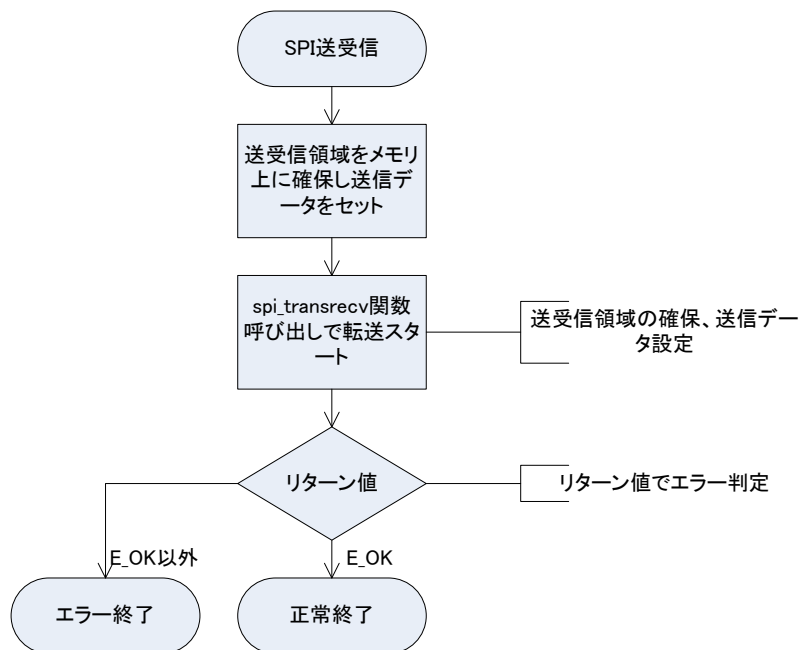 SPI送受信
送受信領域をメモリ
上に確保し送信デ
ータをセット
spi_transrecv関数
呼び出しで転送スタ
ート
送受信領域の確保、送信デー
タ設定
リターン値
リターン値でエラー判定
E_OK以外
E_OK
エラー終了
正常終了